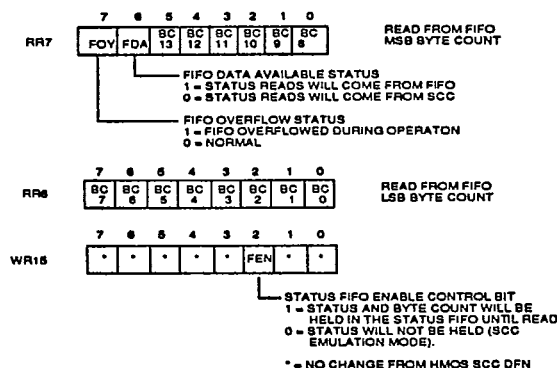 7 6 5 4 3 2 1 0
RR7 FOY FDA BC 13 BC 12 BC 11 BC 10 BC 9 BC 8
READ FROM FIFO
MSB BYTE COUNT
FIFO DATA AVAILABLE STATUS
1 = STATUS READS WILL COME FROM FIFO
0 = STATUS READS WILL COME FROM SCC
FIFO OVERFLOW STATUS
1 = FIFO OVERFLOWED DURING OPERATON
0 = NORMAL
7 6 5 4 3 2 1 0
RR6 BC 7 BC 6 BC 5 BC 4 BC 3 BC 2 BC 1 BC 0
READ FROM FIFO
LSB BYTE COUNT
7 6 5 4 3 2 1 0
WR15 * * * * * FEN * *
STATUS FIFO ENABLE CONTROL BIT
1 = STATUS AND BYTE COUNT WILL BE
HELD IN THE STATUS FIFO UNTIL READ
0 = STATUS WILL NOT BE HELD (SCC
EMULATION MODE).
* = NO CHANGE FROM HMOS SCC DFN